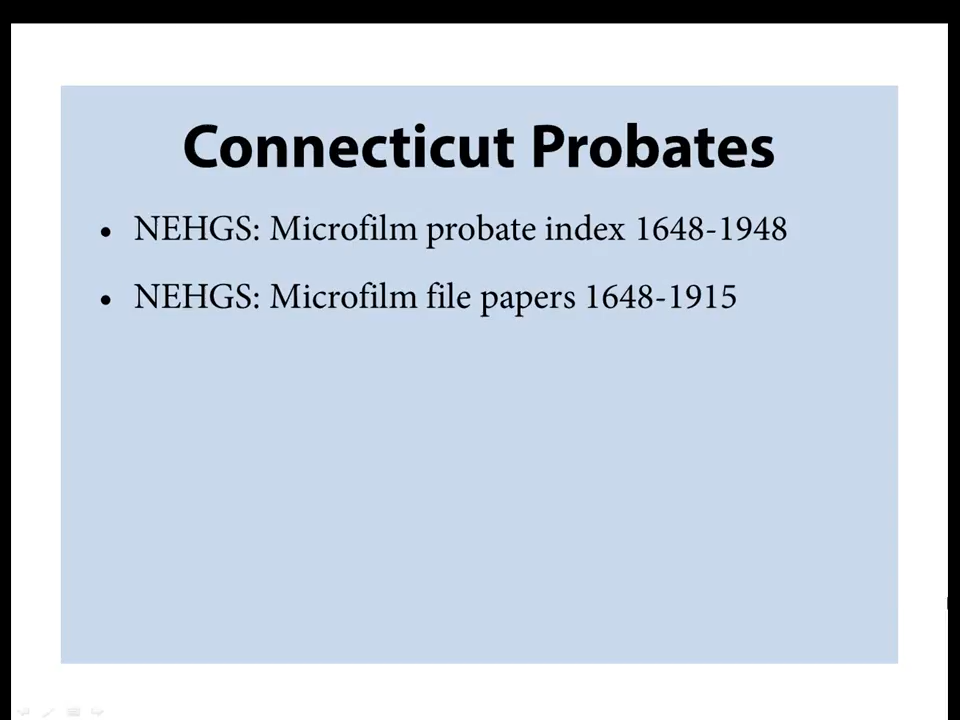 Connecticut Probates
• NEHGS: Microfilm probate index 1648-1948
• NEHGS: Microfilm file papers 1648-1915